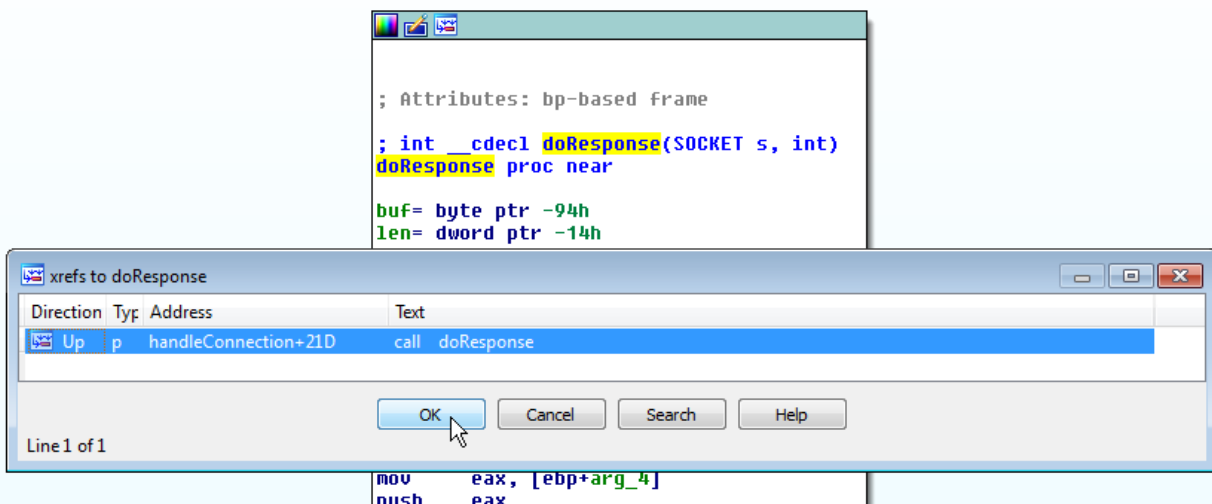 ; Attributes: bp-based frame
; int __cdecl doResponse(SOCKET s, int)
doResponse proc near
buf= byte ptr -94h
len= dword ptr -14h
xrefs to doResponse
Direction Typ Address Text
Up p handleConnection+21D call doResponse
OK Cancel Search Help
Line 1 of 1
mov eax, [ebp+arg_4]
push eax